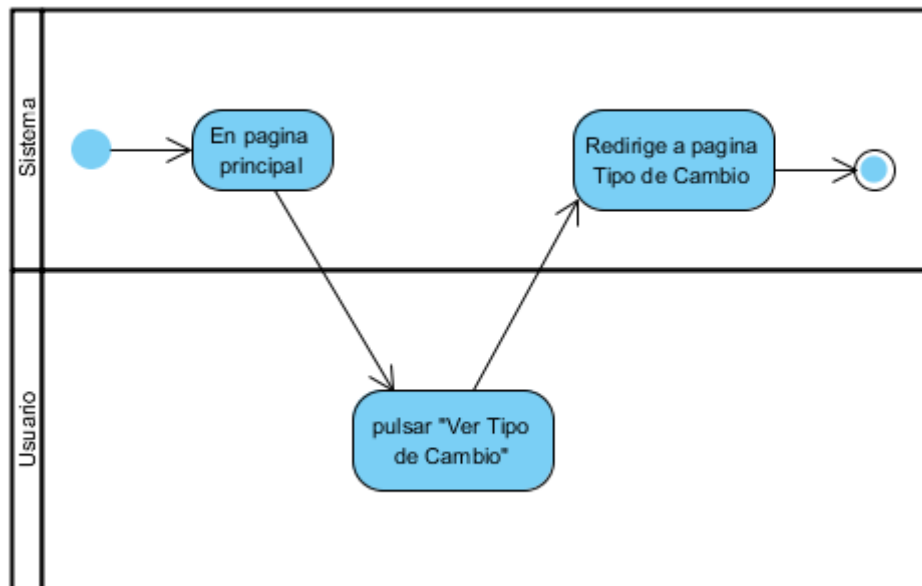 Sistema
En pagina
principal
Redirige a pagina
Tipo de Cambio
Usuario
pulsar "Ver Tipo
de Cambio"